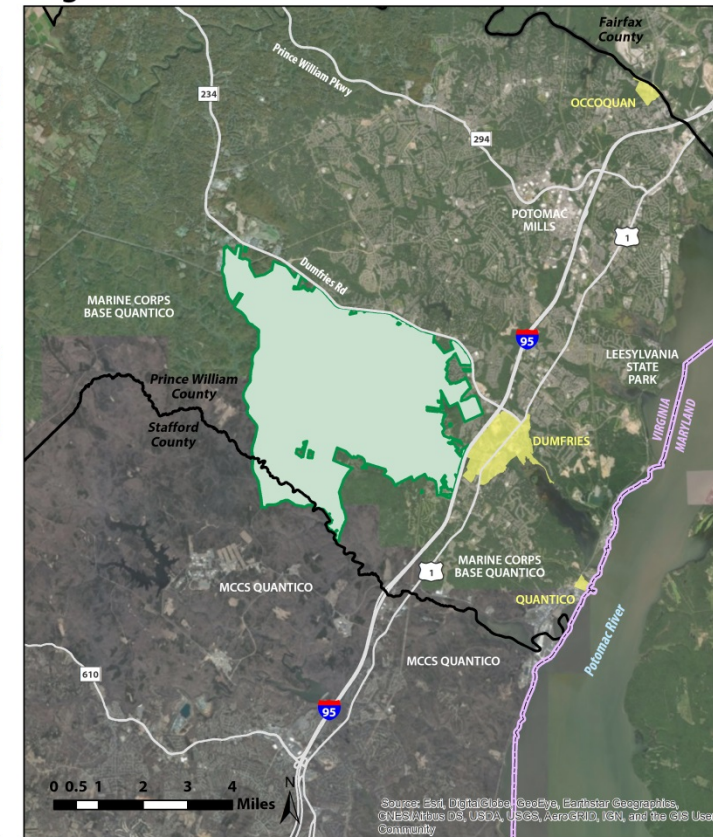 Fairfax
County
Prince William Pkwy
234
OCCOQUAN
294
POTOMAC
MILLS
1
Dumfries Rd
MARINE CORPS
BASE QUANTICO
95
LEESYLVANIA
STATE
PARK
Prince William
County
VIRGINIA
MARYLAND
Stafford
County
DUMFRIES
MARINE CORPS
BASE QUANTICO
1
MCCS QUANTICO
QUANTICO
Potomac River
MCCS QUANTICO
610
95
N
0 0.5 1 2 3 4
Miles
Source: Esri, DigitalGlobe, GeoEye, Earthstar Geographics,
CNES/Airbus DS, USDA, USGS, AeroGRID, IGN, and the GIS User
Community